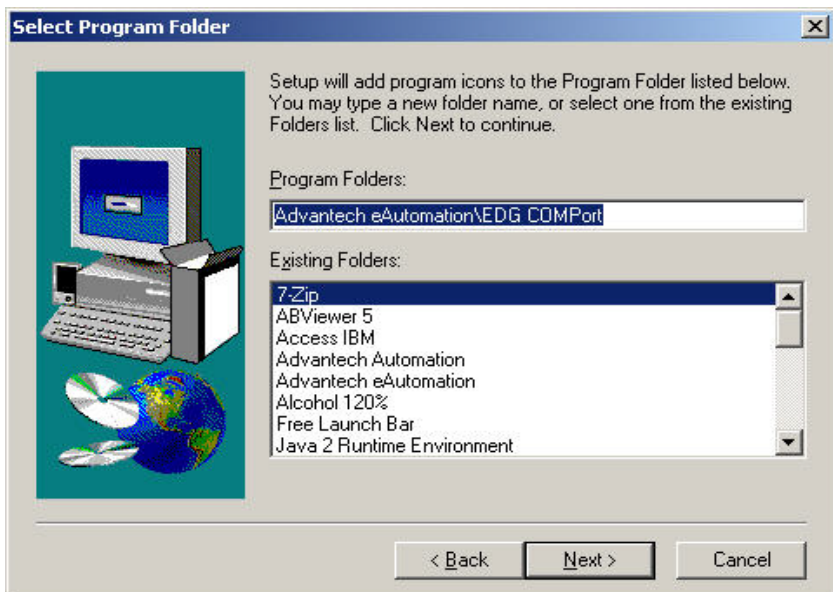 Select Program Folder
Setup will add program icons to the Program Folder listed below.
You may type a new folder name, or select one from the existing
Folders list. Click Next to continue.
Program Folders:
Advantech eAutomation\EDG COMPort
Existing Folders:
7-Zip
ABViewer 5
Access IBM
Advantech Automation
Advantech eAutomation
Alcohol 120%
Free Launch Bar
Java 2 Runtime Environment
< Back
Next >
Cancel